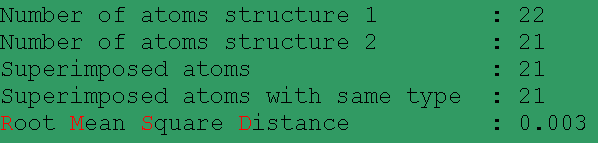 Number of atoms structure 1 : 22
Number of atoms structure 2 : 21
Superimposed atoms : 21
Superimposed atoms with same type : 21
Root Mean Square Distance : 0.003